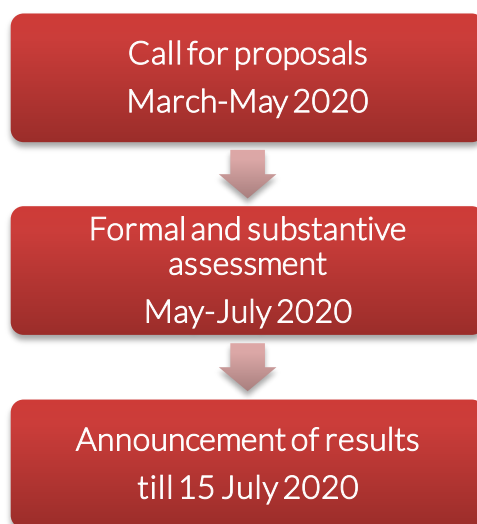 Call for proposals
March-May 2020
Formal and substantive
assessment
May-July 2020
Announcement of results
till 15 July 2020